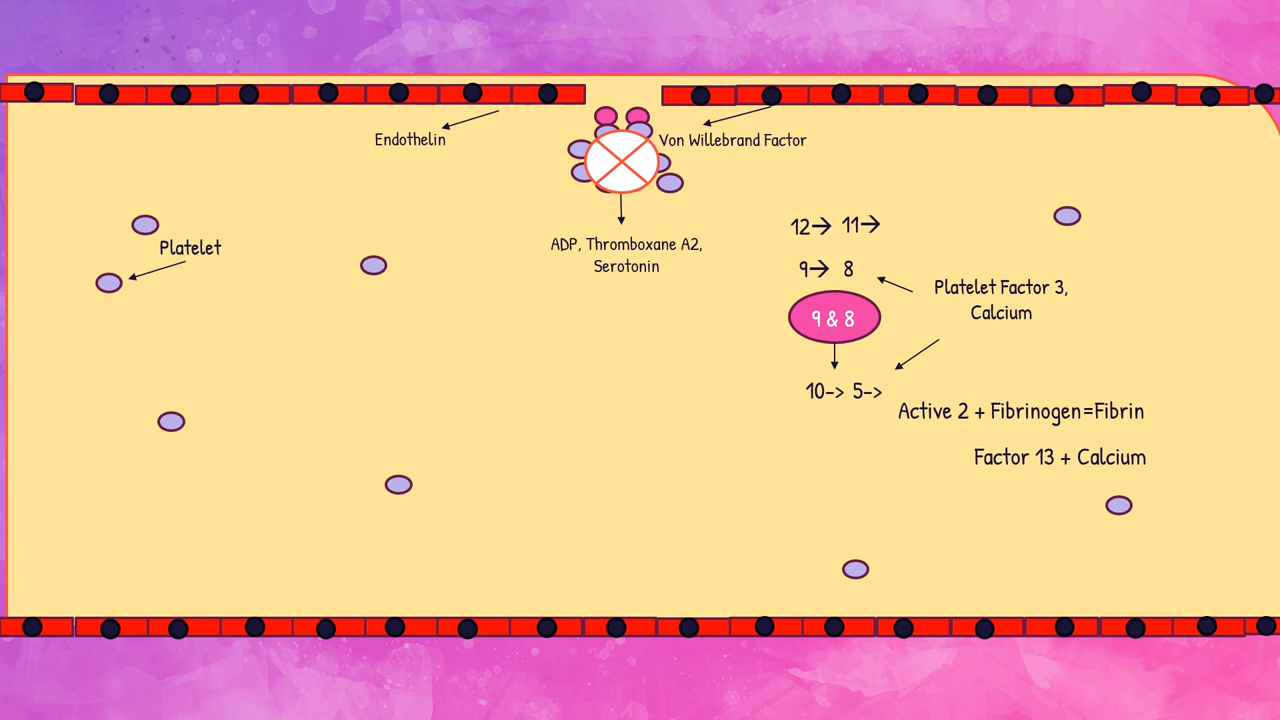 Endothelin
Von Willebrand Factor
Platelet
ADP, Thromboxane A2,
Serotonin
12→ 11→
9→ 8
9 & 8
Platelet Factor 3,
Calcium
10-> 5->
Active 2 + Fibrinogen=Fibrin
Factor 13 + Calcium